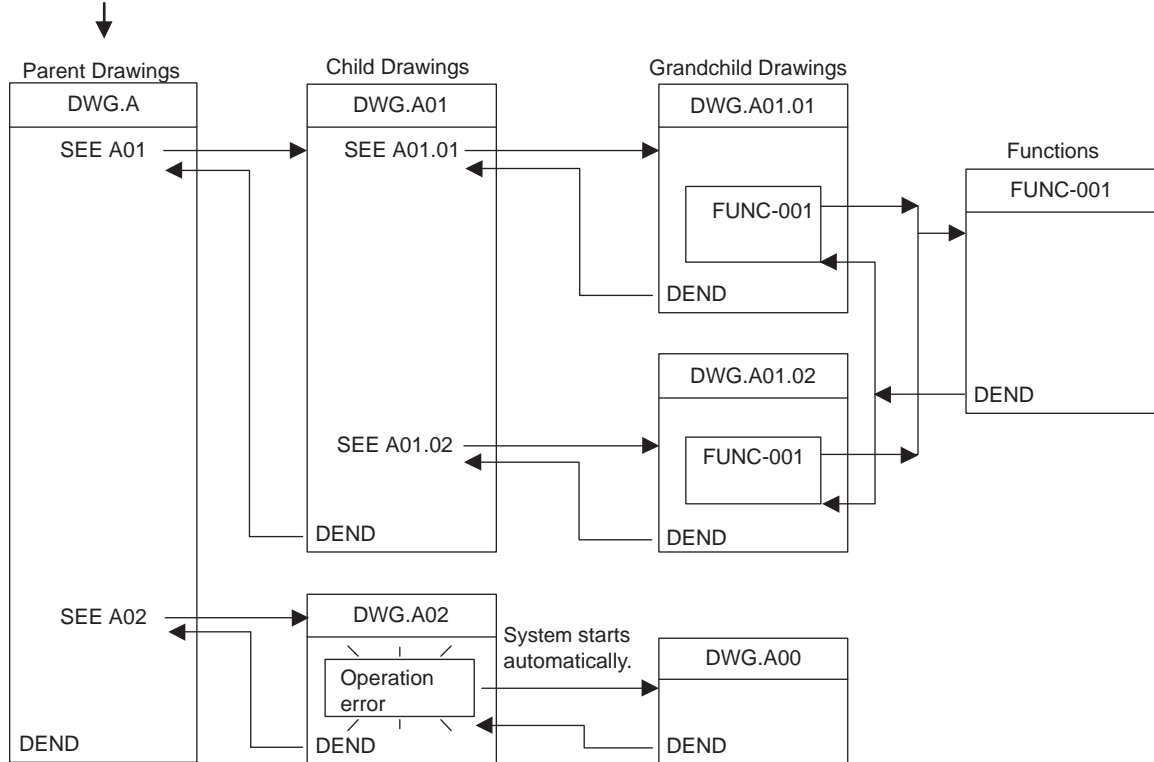 Parent Drawings
DWG.A
SEE A01
SEE A02
DEND
Child Drawings
DWG.A01
SEE A01.01
SEE A01.02
DEND
DWG.A02
Operation
error
DEND
System starts
automatically.
Grandchild Drawings
DWG.A01.01
FUNC-001
DEND
DWG.A01.02
FUNC-001
DEND
DWG.A00
DEND
Functions
FUNC-001
DEND